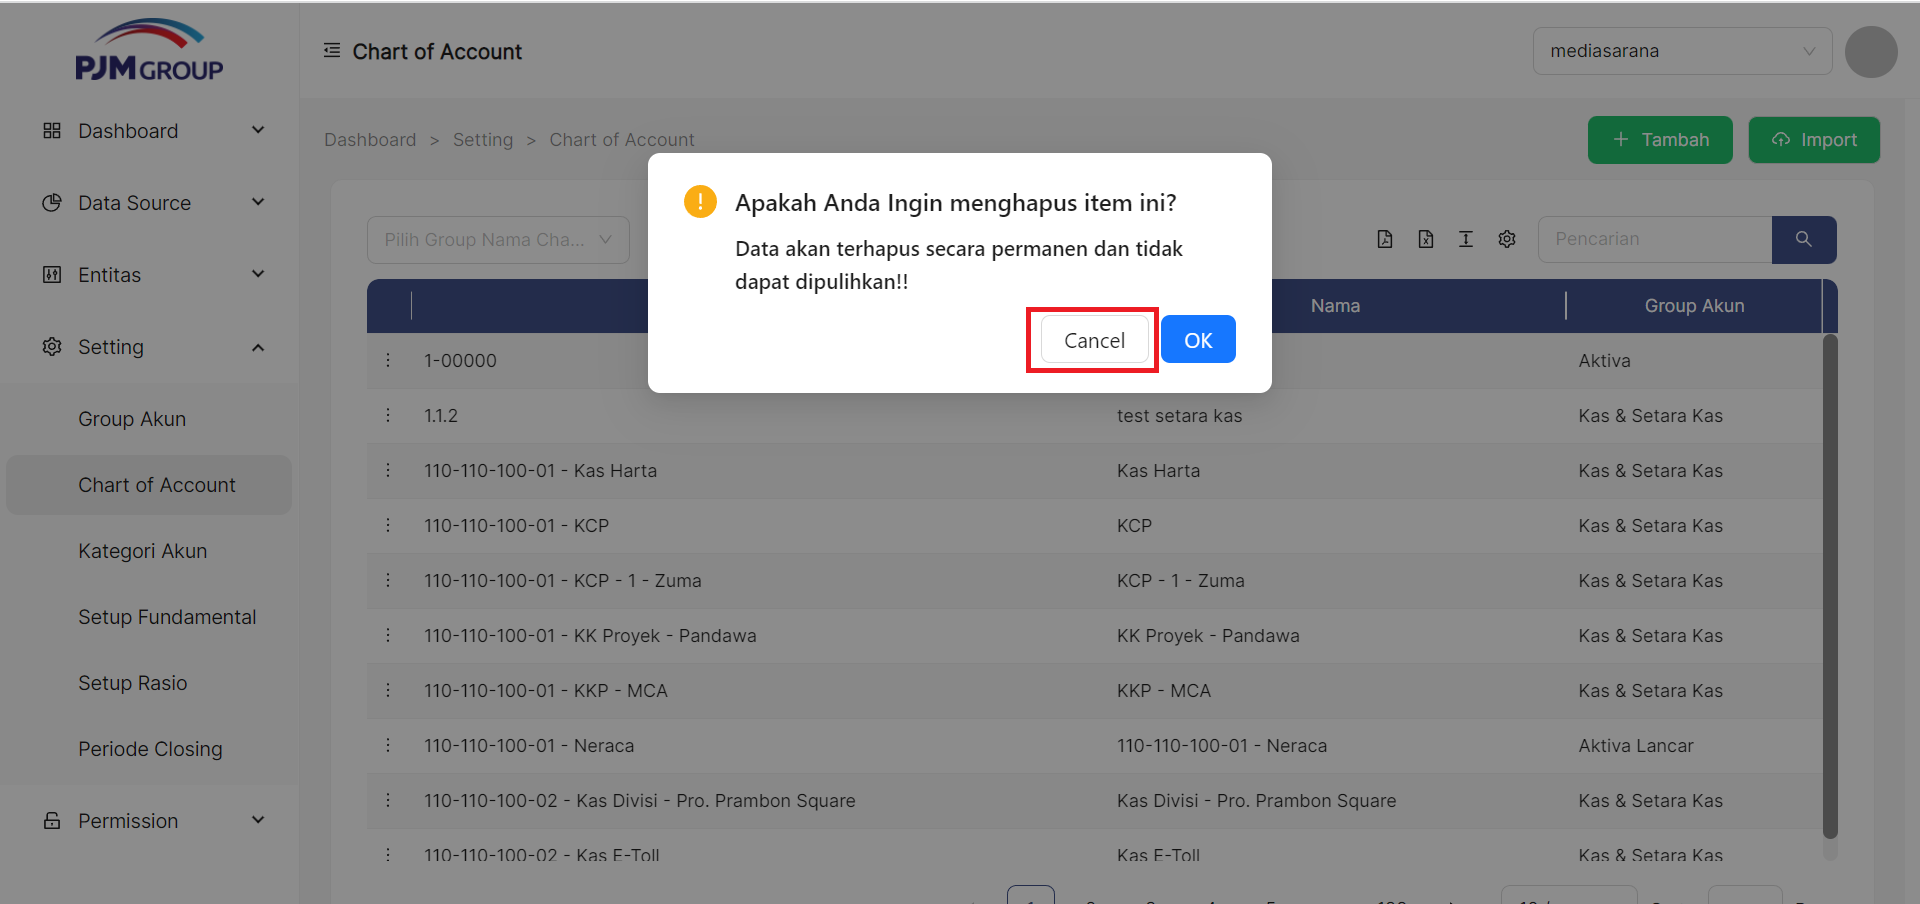 PJM GROUP
Chart of Account
mediasarana
Dashboard
Data Source
Entitas
Setting
Group Akun
Chart of Account
Kategori Akun
Setup Fundamental
Setup Rasio
Periode Closing
Permission
Dashboard > Setting > Chart of Account
+ Tambah
Import
Pilih Group Nama Cha...
Pencarian
Apakah Anda Ingin menghapus item ini?
Data akan terhapus secara permanen dan tidak
dapat dipulihkan!!
Cancel
OK
Nama Group Akun
1-00000 Aktiva
1.1.2 test setara kas Kas & Setara Kas
110-110-100-01 - Kas Harta Kas Harta Kas & Setara Kas
110-110-100-01 - KCP KCP Kas & Setara Kas
110-110-100-01 - KCP - 1 - Zuma KCP - 1 - Zuma Kas & Setara Kas
110-110-100-01 - KK Proyek - Pandawa KK Proyek - Pandawa Kas & Setara Kas
110-110-100-01 - KKP - MCA KKP - MCA Kas & Setara Kas
110-110-100-01 - Neraca 110-110-100-01 - Neraca Aktiva Lancar
110-110-100-02 - Kas Divisi - Pro. Prambon Square Kas Divisi - Pro. Prambon Square Kas & Setara Kas
110-110-100-02 - Kas E-Toll Kas E-Toll Kas & Setara Kas